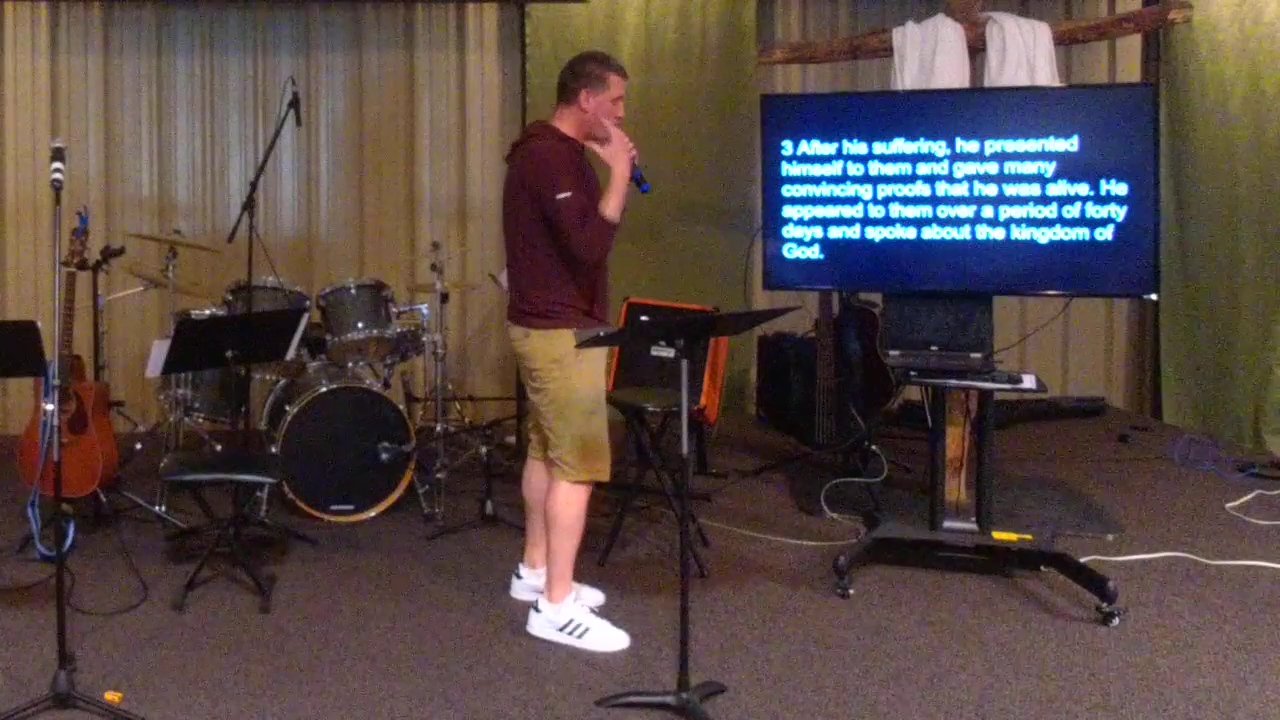 3 After his suffering, he presented
himself to them and gave many
convincing proofs that he was alive. He
appeared to them over a period of forty
days and spoke about the kingdom of
God.